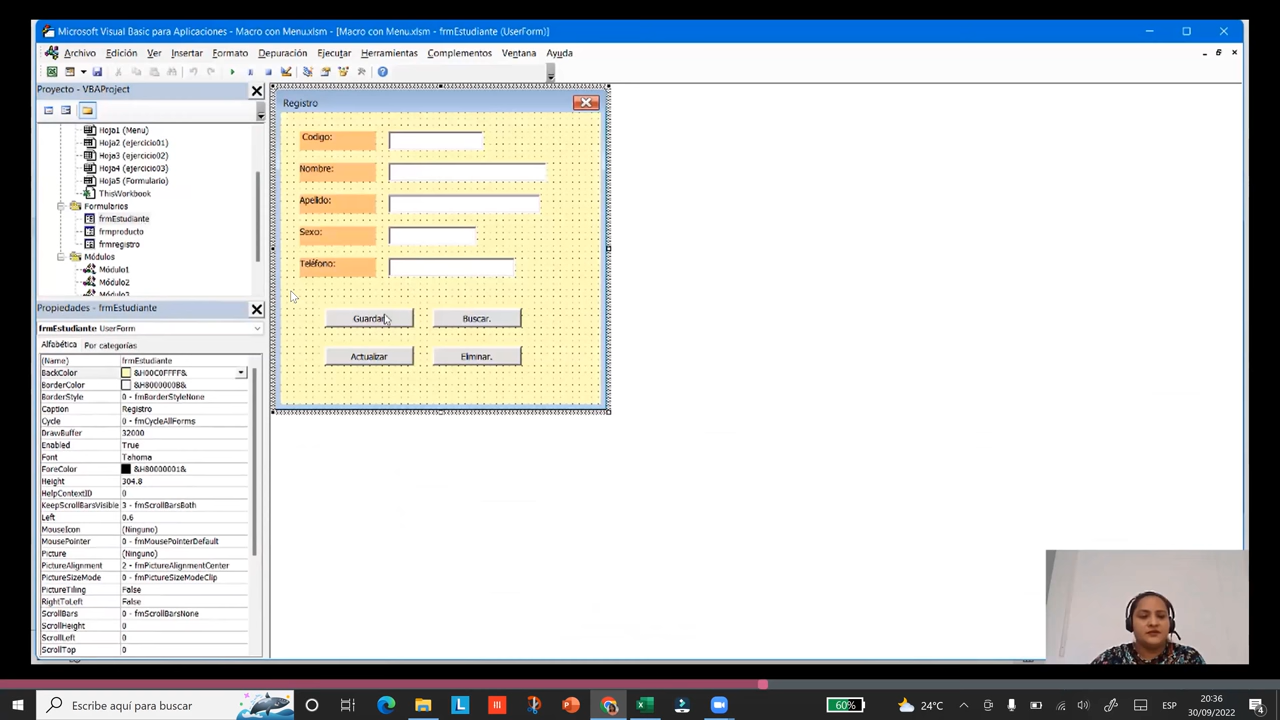 Microsoft Visual Basic para Aplicaciones - Macro con Menu.xlsm - [Macro con Menu.xlsm - frmEstudiante (UserForm)]
Archivo Edición Ver Insertar Formato Depuración Ejecutar Herramientas Complementos Ventana Ayuda
Proyecto - VBAProject
Hoja1 (Menu)
Hoja2 (ejercicio01)
Hoja3 (ejercicio02)
Hoja4 (ejercicio03)
Hoja5 (Formulario)
ThisWorkbook
Formularios
frmEstudiante
frmproducto
frmregistro
Módulos
Módulo1
Módulo2
Módulo3
Registro
Codigo:
Nombre:
Apelido:
Sexo:
Teléfono:
Guardar Buscar.
Actualizar Eliminar.
Propiedades - frmEstudiante
frmEstudiante UserForm
Alfabética Por categorías
(Name) frmEstudiante
BackColor &H00C0FFFF&
BorderColor &H8000000B&
BorderStyle 0 - fmBorderStyleNone
Caption Registro
Cycle 0 - fmCycleAllForms
DrawBuffer 32000
Enabled True
Font Tahoma
ForeColor &H80000001&
Height 304.8
HelpContextID 0
KeepScrollBarsVisible 3 - fmScrollBarsBoth
Left 0.6
MouseIcon (Ninguno)
MousePointer 0 - fmMousePointerDefault
Picture (Ninguno)
PictureAlignment 2 - fmPictureAlignmentCenter
PictureSizeMode 0 - fmPictureSizeModeClip
PictureTiling False
RightToLeft False
ScrollBars 0 - fmScrollBarsNone
ScrollHeight 0
ScrollLeft 0
ScrollTop 0
Escribe aquí para buscar
60%
24°C
ESP
20:36
30/09/2022
4